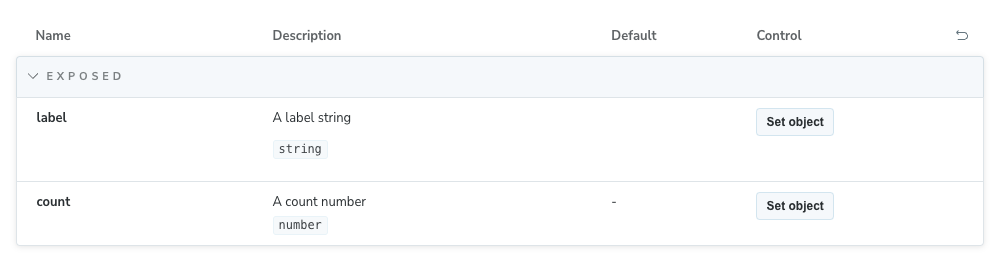 Name Description Default Control
EXPOSED
label A label string Set object
string
count A count number - Set object
number